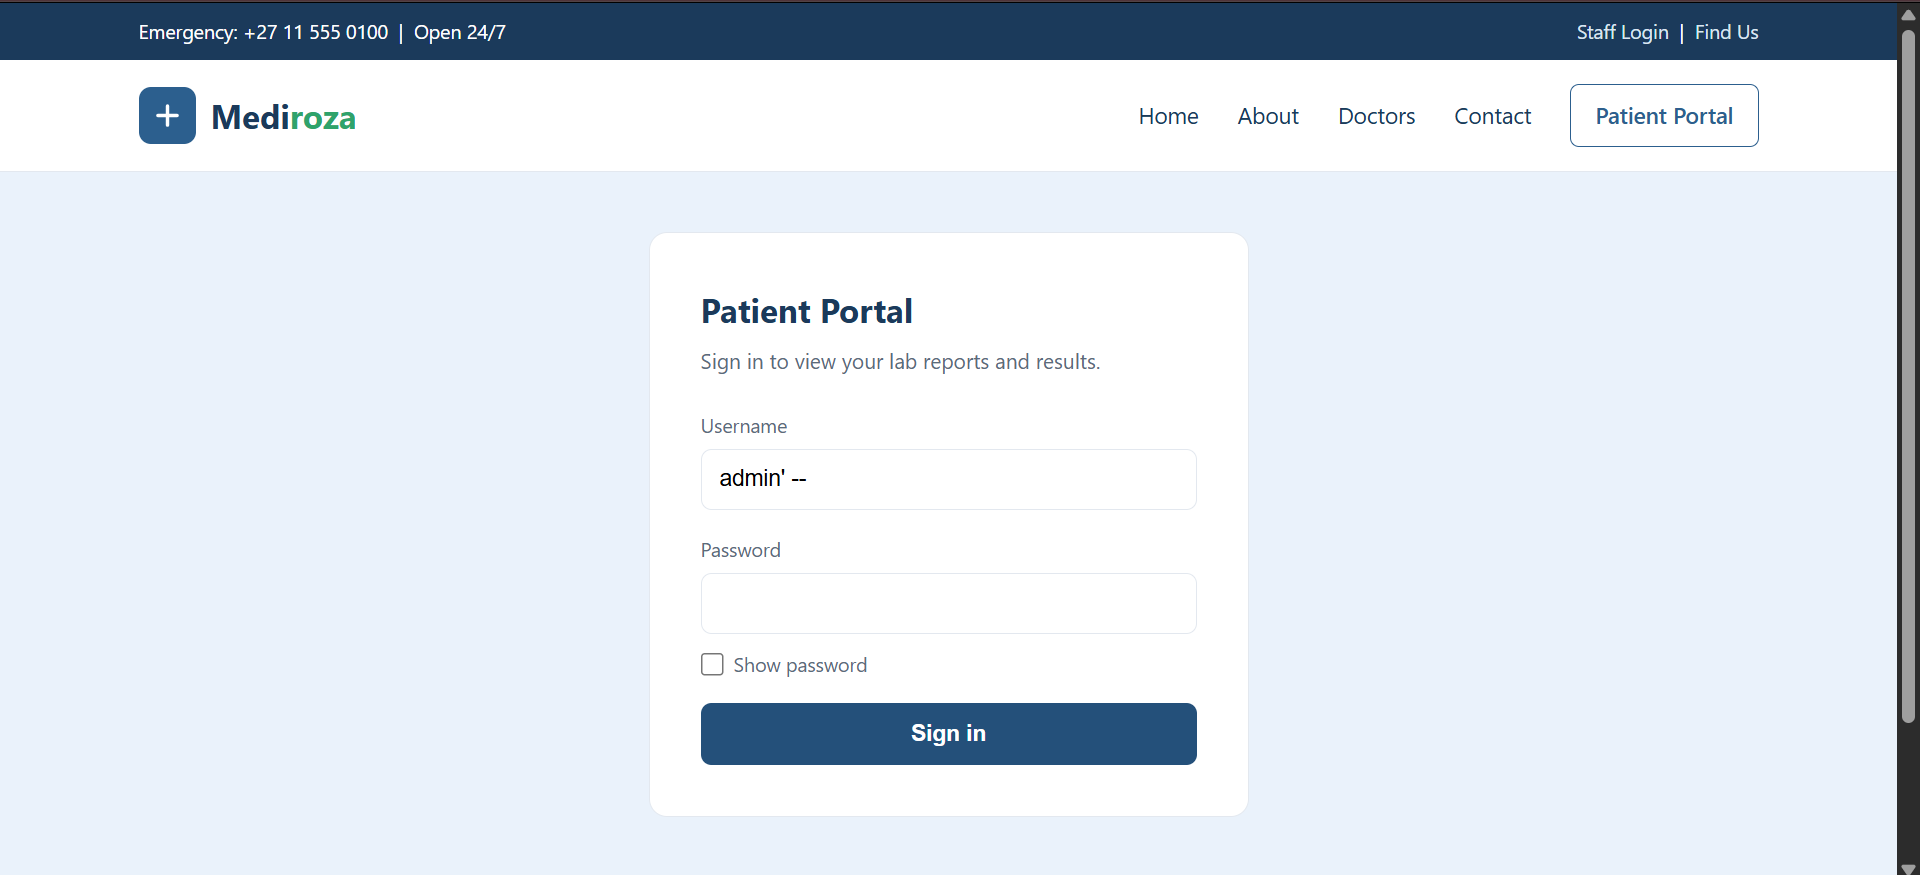 Emergency: +27 11 555 0100 | Open 24/7
Staff Login | Find Us
Mediroza
Home
About
Doctors
Contact
Patient Portal
Patient Portal
Sign in to view your lab reports and results.
Username
admin' --
Password
Show password
Sign in